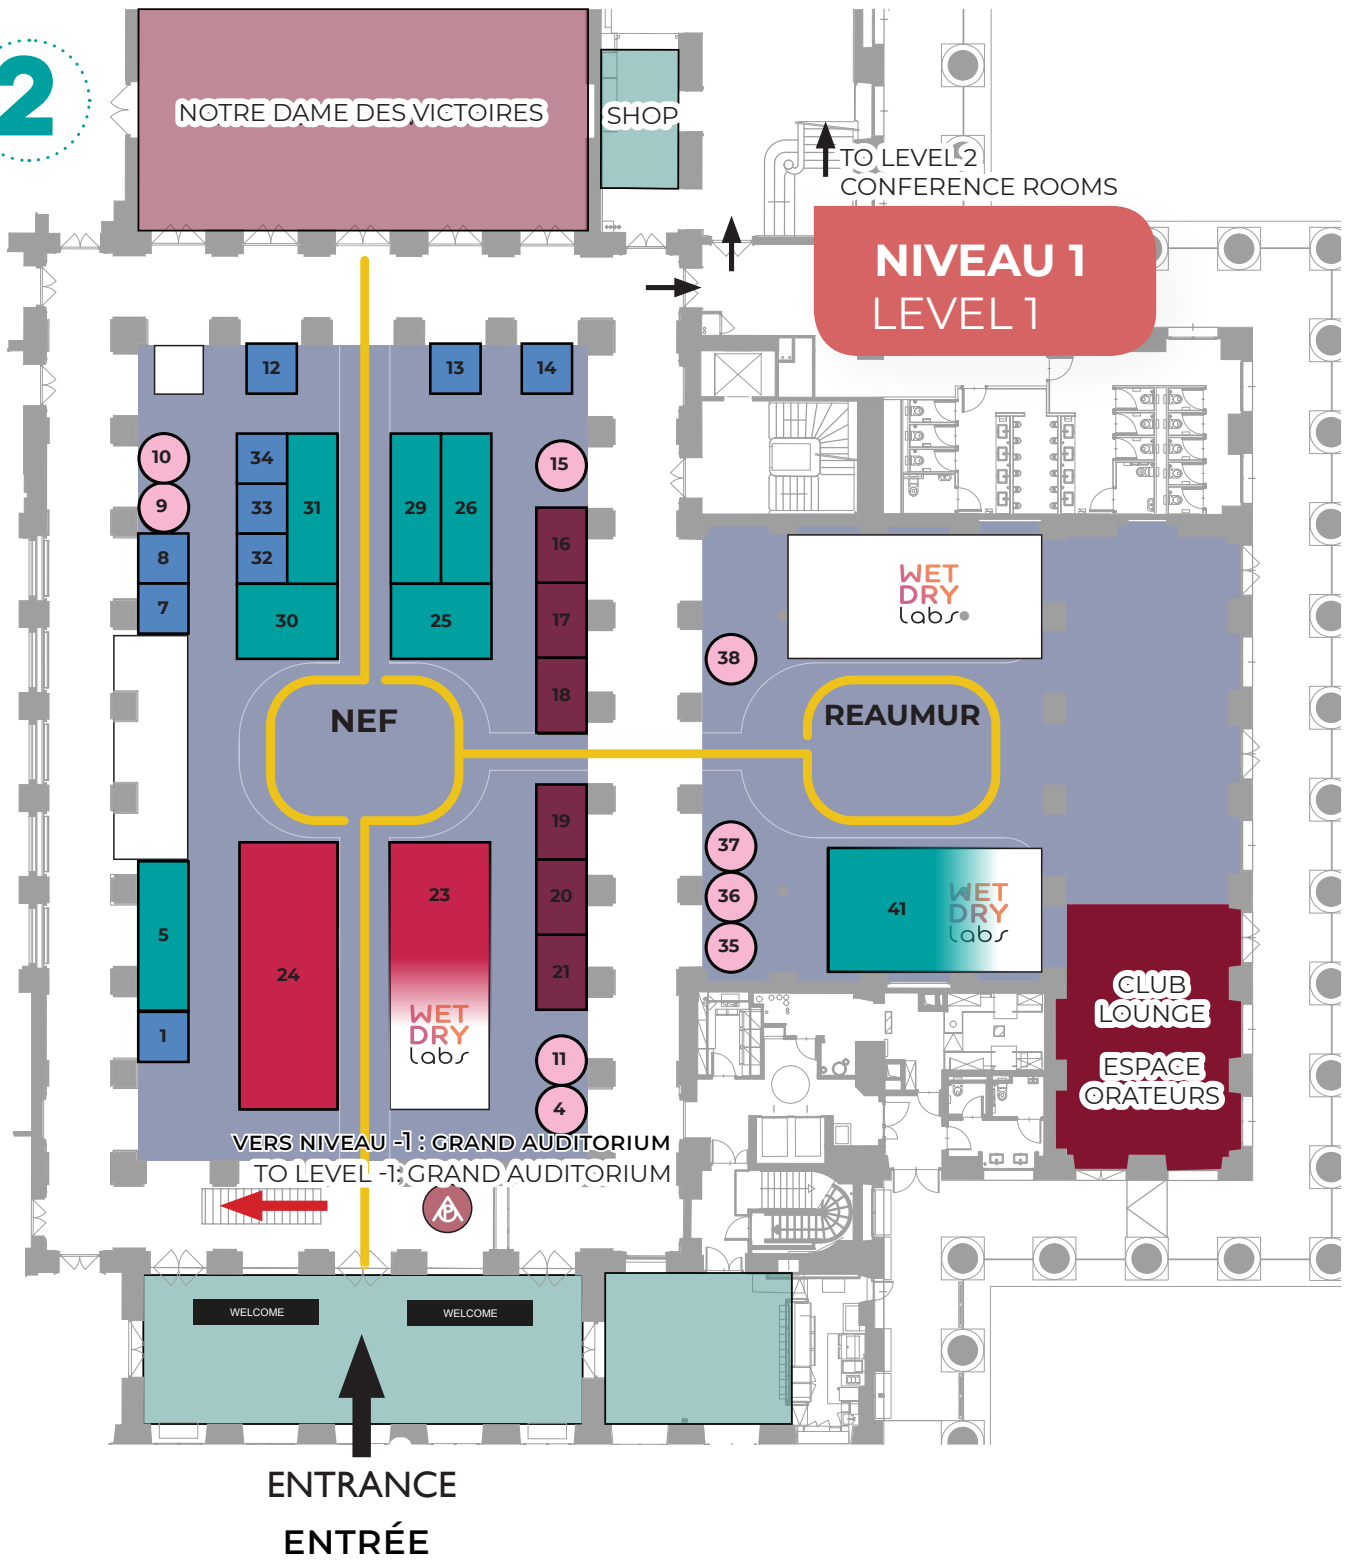 2
NOTRE DAME DES VICTOIRES
SHOP
TO LEVEL 2
CONFERENCE ROOMS
NIVEAU 1
LEVEL 1
12
13
14
10
9
8
7
34
33
32
31
30
29
26
25
15
16
17
18
NEF
WET
DRY
labs
38
REAUMUR
37
36
35
41
WET
DRY
labs
19
20
21
5
1
24
23
WET
DRY
labs
11
4
CLUB
LOUNGE
ESPACE
ORATEURS
VERS NIVEAU -1 : GRAND AUDITORIUM
TO LEVEL -1: GRAND AUDITORIUM
WELCOME
WELCOME
ENTRANCE
ENTRÉE